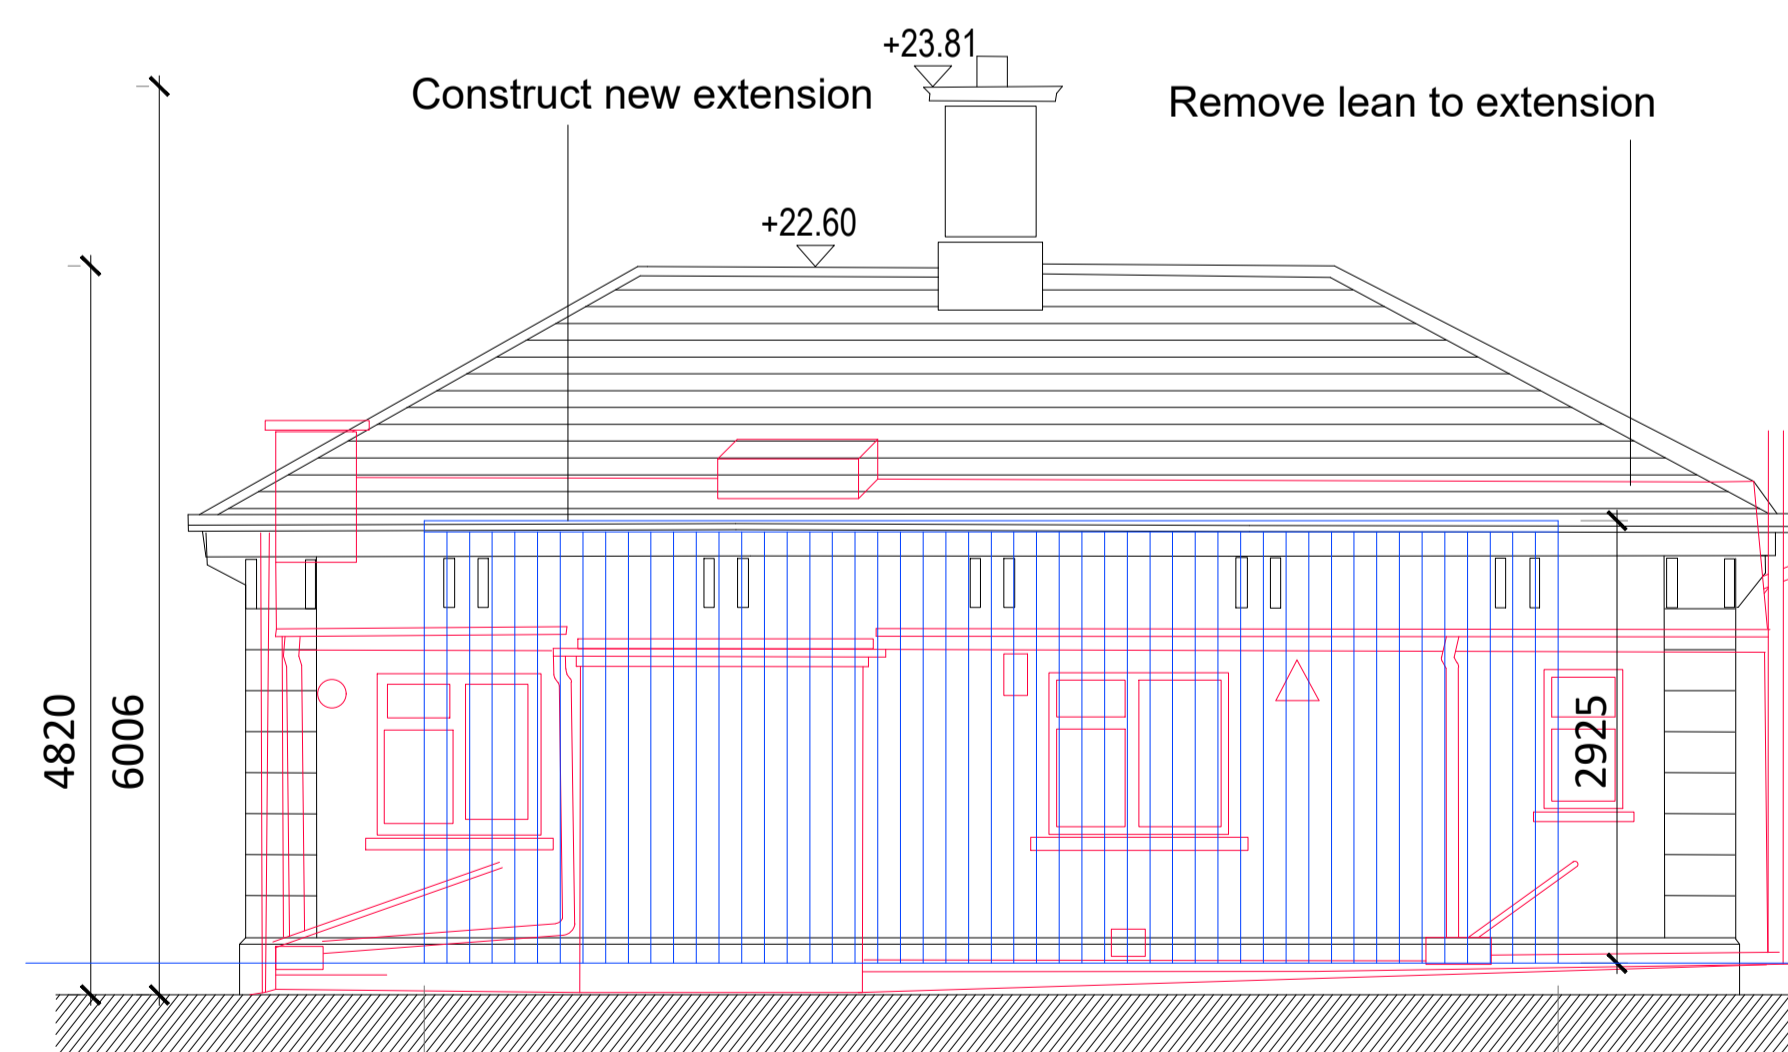 +23.81
Construct new extension
Remove lean to extension
+22.60
4820
6006
2925